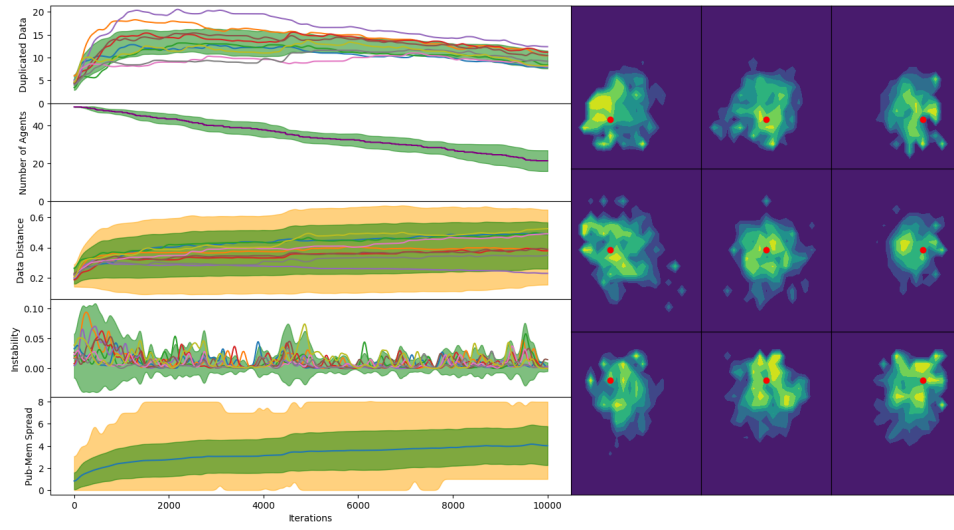 Duplicated Data
20
15
10
5
0
Number of Agents
40
20
Data Distance
0.6
0.4
0.2
Instability
0.10
0.05
0.00
Pub-Mem Spread
8
6
4
2
0
0 2000 4000 6000 8000 10000
Iterations